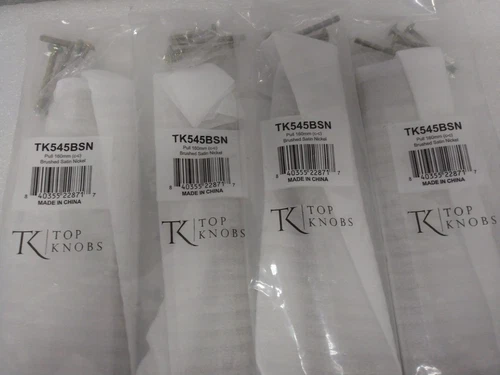 TK545BSN
Pull 160mm (c-c)
Brushed Satin Nickel
8 40355 22871 7
MADE IN CHINA
TK TOP
KNOBS
TK545BSN
Pull 160mm (c-c)
Brushed Satin Nickel
8 40355 22871 7
MADE IN CHINA
TK TOP
KNOBS
TK545BSN
Pull 160mm (c-c)
Brushed Satin Nickel
8 40355 22871 7
MADE IN CHINA
TK TOP
KNOBS
TK545BSN
Pull 160mm (c-c)
Brushed Satin Nickel
8 40355 22871 7
MADE IN CHINA
TK TOP
KNOBS